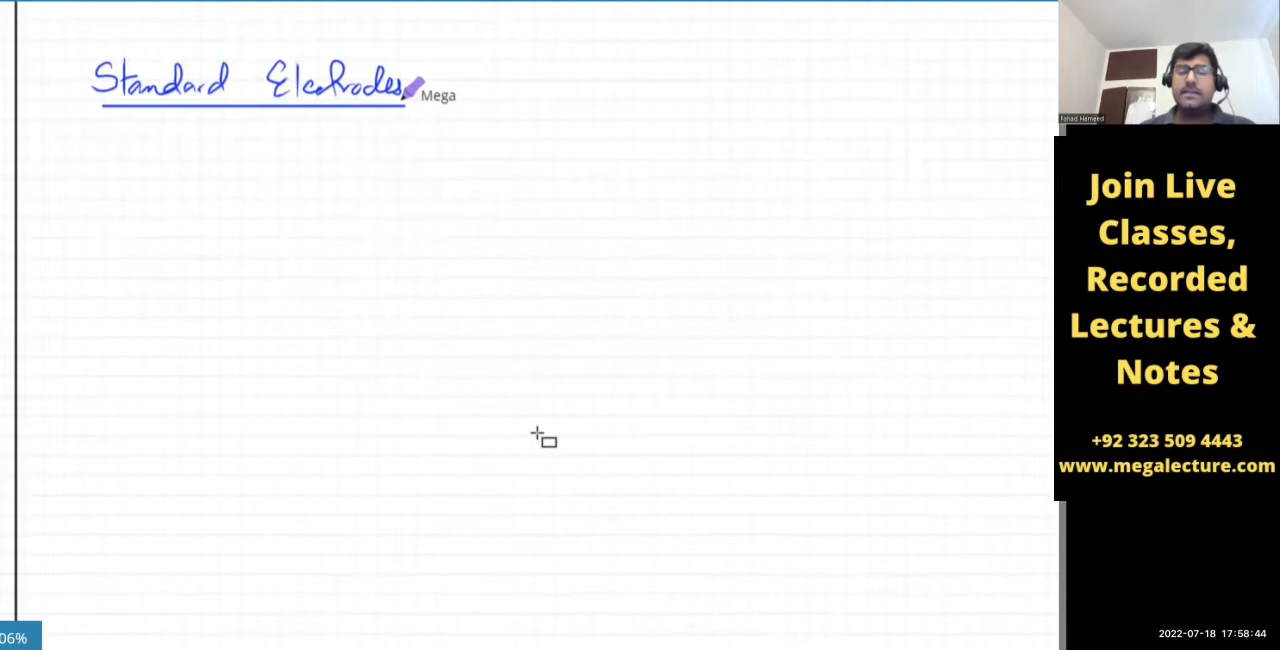 Standard Electrodes
Mega
Fahad Hameed
Join Live
Classes,
Recorded
Lectures &
Notes
+92 323 509 4443
www.megalecture.com
06%
2022-07-18 17:58:44